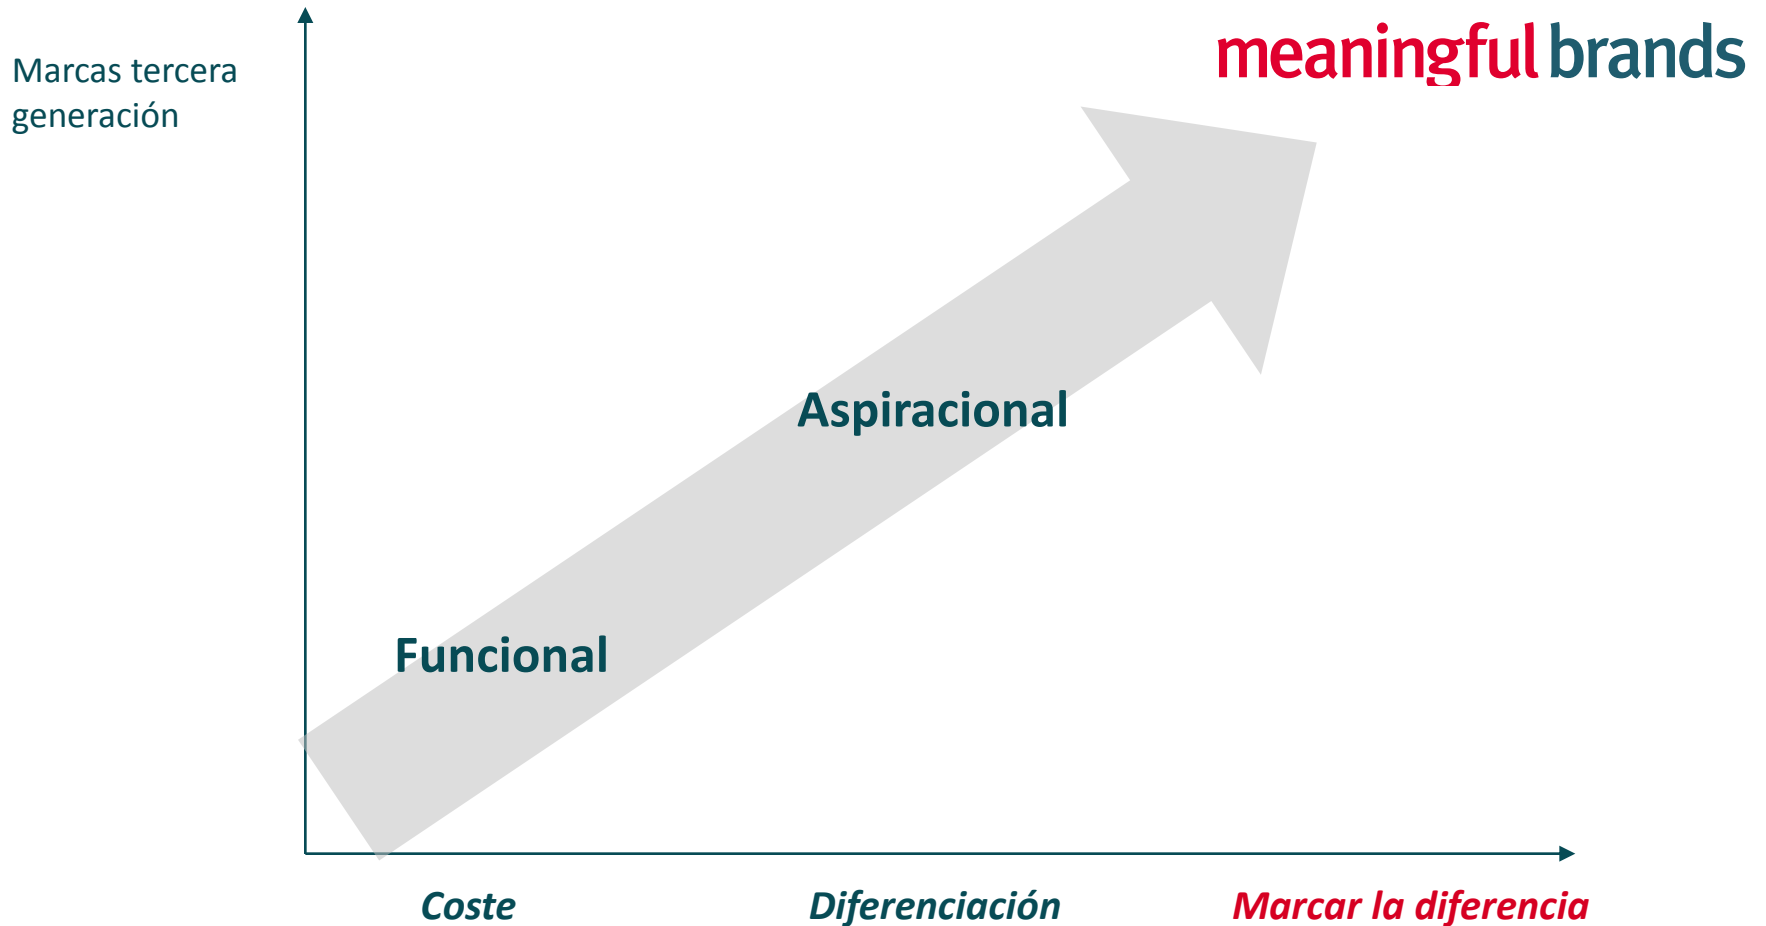 meaningful brands
Marcas tercera
generación
Aspiracional
Funcional
Coste
Diferenciación
Marcar la diferencia